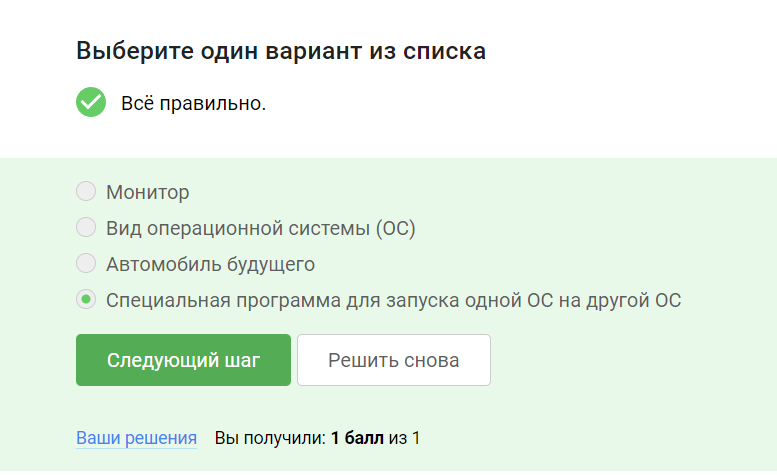 Выберите один вариант из списка
Всё правильно.
Монитор
Вид операционной системы (ОС)
Автомобиль будущего
Специальная программа для запуска одной ОС на другой ОС
Следующий шаг
Решить снова
Ваши решения Вы получили: 1 балл из 1